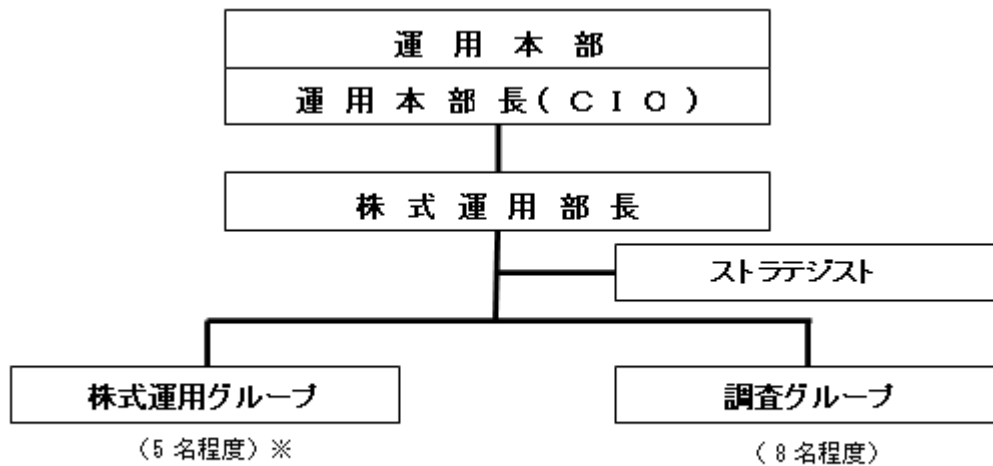 運用本部
運用本部長(CIO)
株式運用部長
ストラテジスト
株式運用グループ
調査グループ
(5名程度)※
(8名程度)